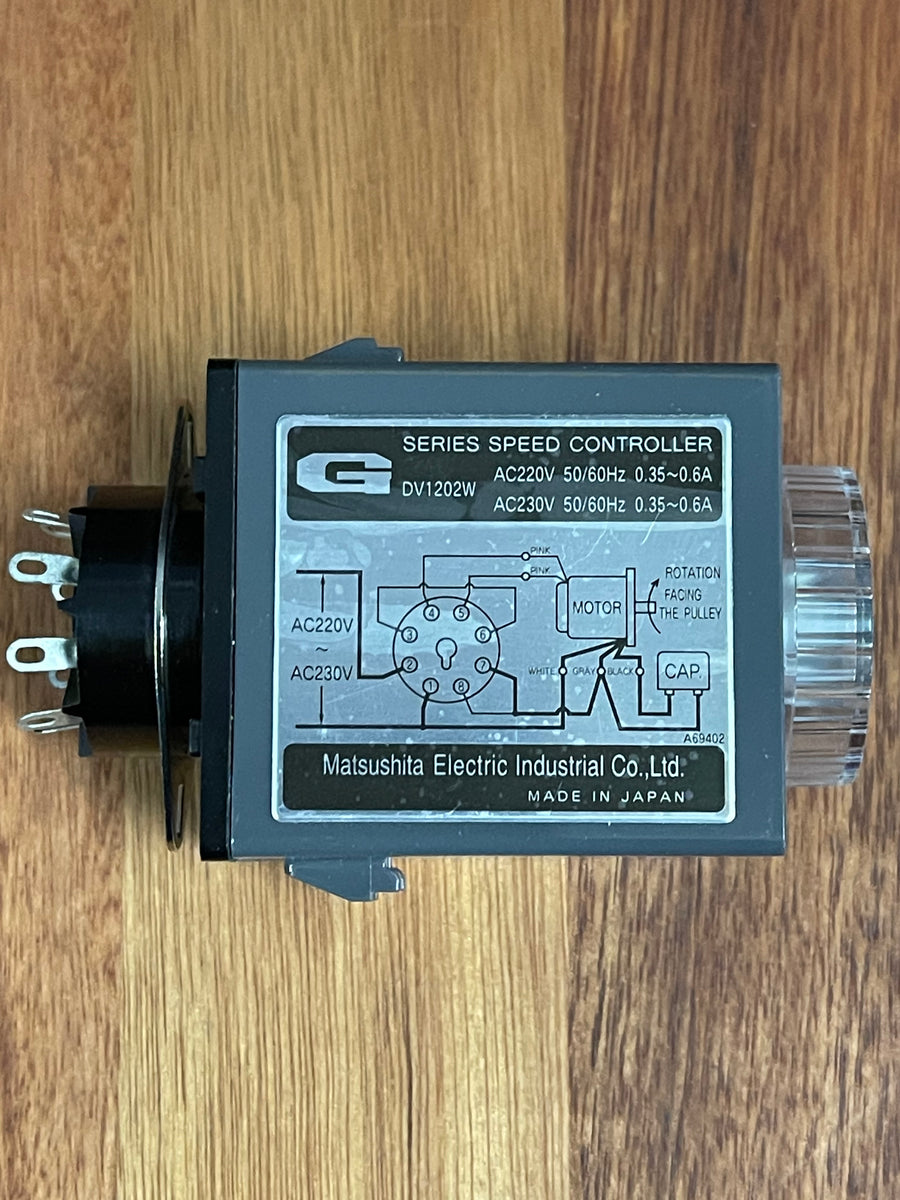 SERIES SPEED CONTROLLER
G
DV1202W
AC220V 50/60Hz 0.35~0.6A
AC230V 50/60Hz 0.35~0.6A
PINK
PINK
4 5
3 6
2 7
1 8
AC220V
~
AC230V
MOTOR
ROTATION
FACING
THE PULLEY
WHITE GRAY BLACK
CAP.
A69402
Matsushita Electric Industrial Co.,Ltd.
MADE IN JAPAN